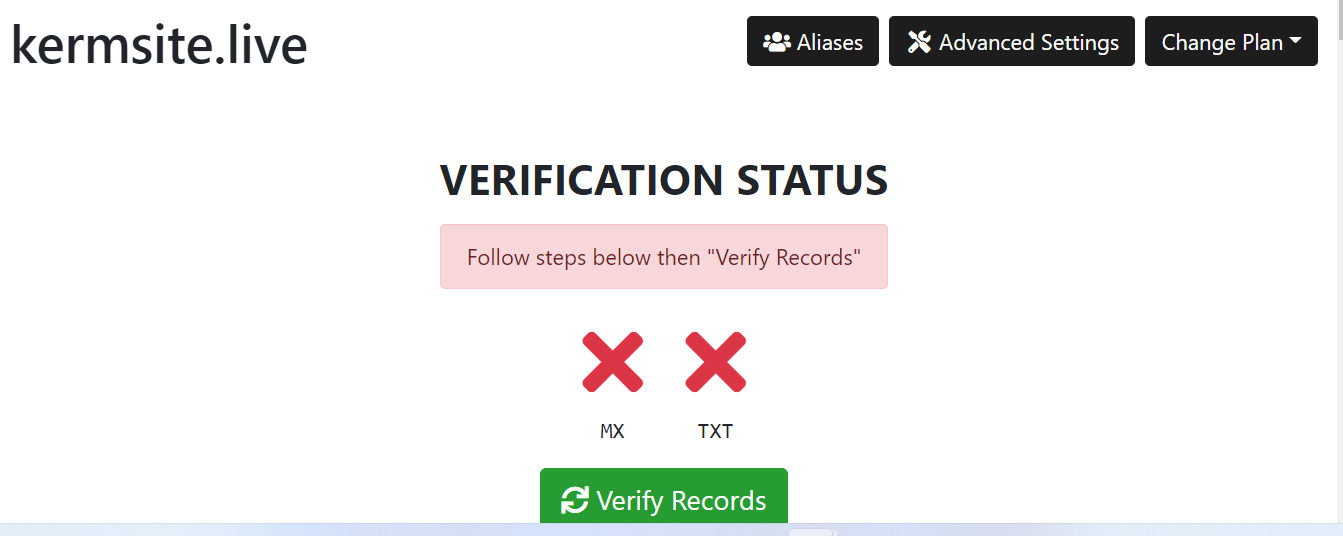 kermsite.live
Aliases
Advanced Settings
Change Plan
VERIFICATION STATUS
Follow steps below then "Verify Records"
MX
TXT
Verify Records